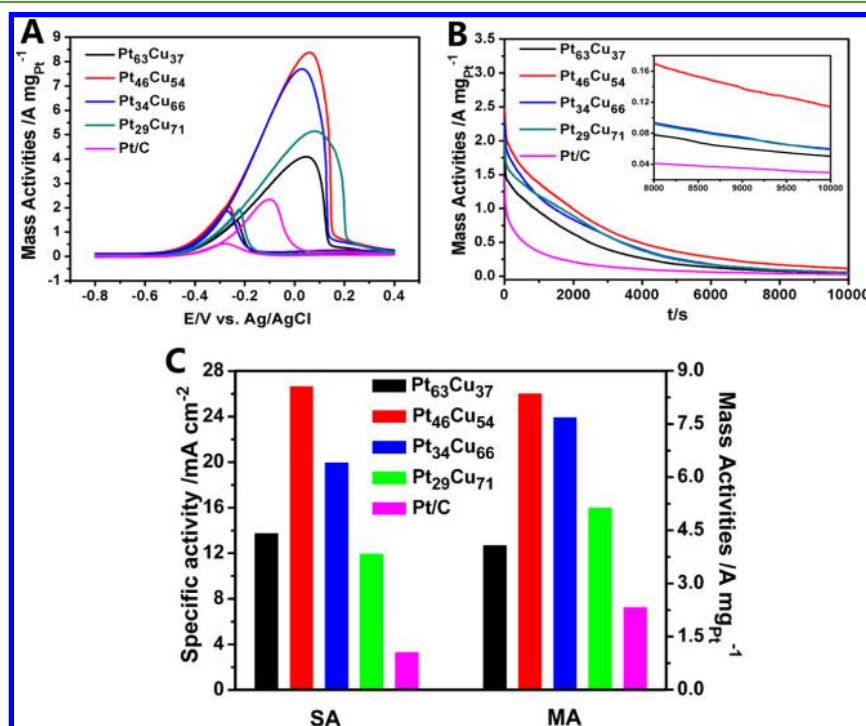 A
Mass Activities /A mgPt-1
9
8
7
6
5
4
3
2
1
0
-1
Pt63Cu37
Pt46Cu54
Pt34Cu66
Pt29Cu71
Pt/C
-0.8 -0.6 -0.4 -0.2 0.0 0.2 0.4
E/V vs. Ag/AgCl
B
Mass Activities /A mgPt-1
3.5
3.0
2.5
2.0
1.5
1.0
0.5
0.0
Pt63Cu37
Pt46Cu54
Pt34Cu66
Pt29Cu71
Pt/C
0.16
0.12
0.08
0.04
8000 8500 9000 9500 10000
0 2000 4000 6000 8000 10000
t/s
C
Specific activity /mA cm-2
28
24
20
16
12
8
4
0
Pt63Cu37
Pt46Cu54
Pt34Cu66
Pt29Cu71
Pt/C
9.0
7.5
6.0
4.5
3.0
1.5
0.0
Mass Activities /A mgPt-1
SA MA